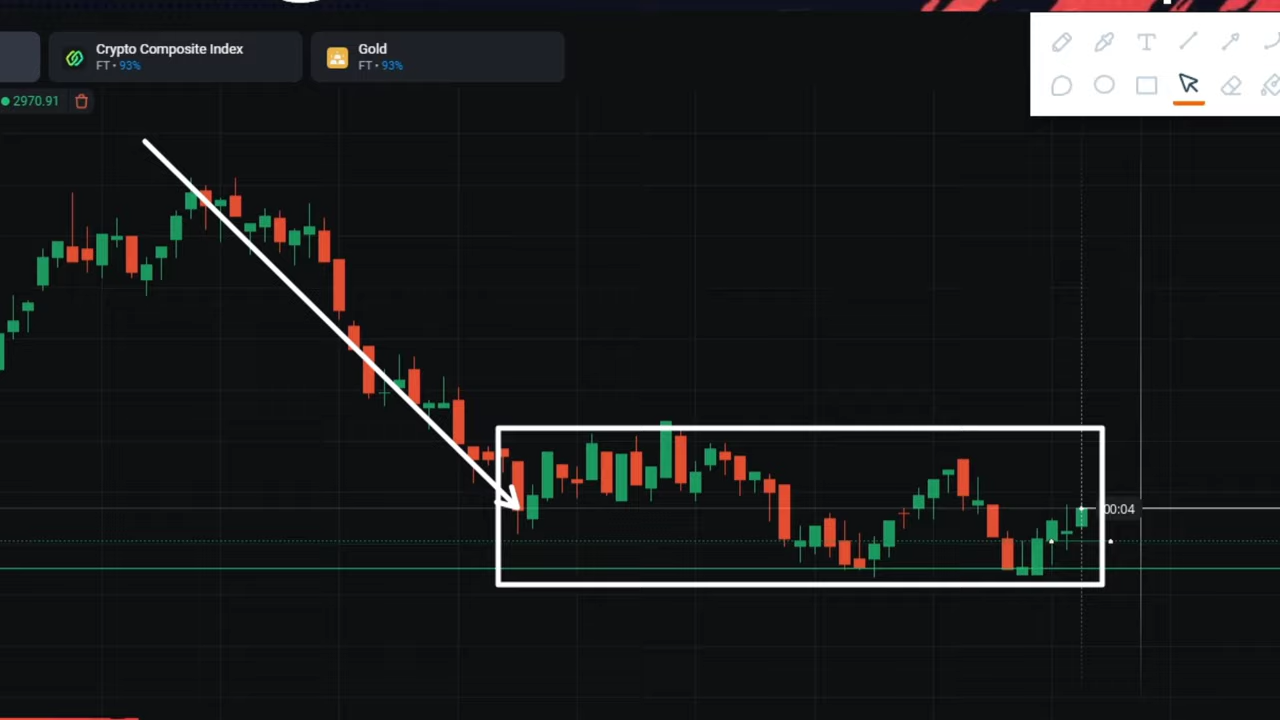 Crypto Composite Index
FT • 93%
Gold
FT • 93%
2970.91
T
00:04